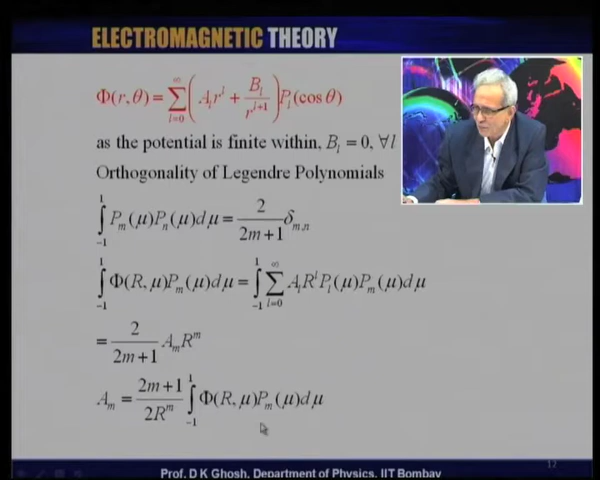 ELECTROMAGNETIC THEORY
Φ(r,θ)=∑_{l=0}^{∞}(A_l r^l + B_l/r^{l+1})P_l(cosθ)
as the potential is finite within, B_l = 0, ∀l
Orthogonality of Legendre Polynomials
∫_{-1}^{1} P_m(μ)P_n(μ)dμ = 2/(2m+1) δ_{m,n}
∫_{-1}^{1} Φ(R,μ)P_m(μ)dμ = ∫_{-1}^{1} ∑_{l=0}^{∞} A_l R^l P_l(μ)P_m(μ)dμ
= 2/(2m+1) A_m R^m
A_m = (2m+1)/(2R^m) ∫_{-1}^{1} Φ(R,μ)P_m(μ)dμ
Prof. D K Ghosh, Department of Physics, IIT Bombay
12